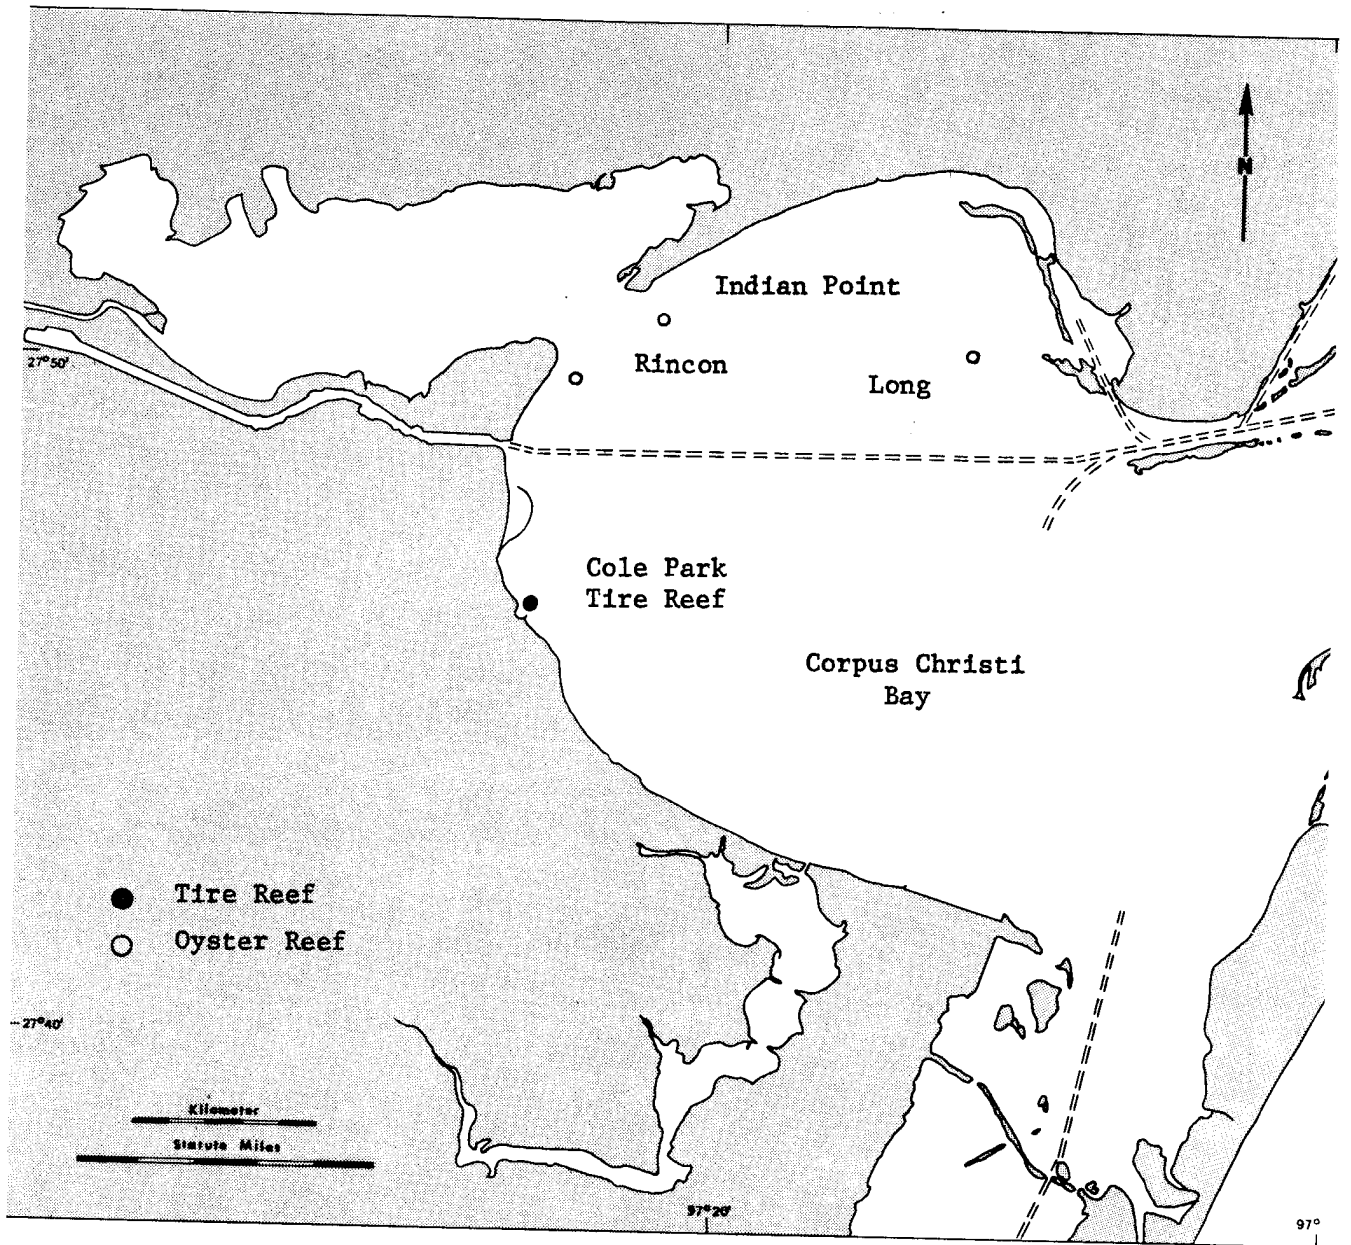 N
Indian Point
27°50'
Rincon
Long
Cole Park
Tire Reef
Corpus Christi
Bay
Tire Reef
Oyster Reef
27°40'
Kilometer
Statute Miles
97°20'
97°